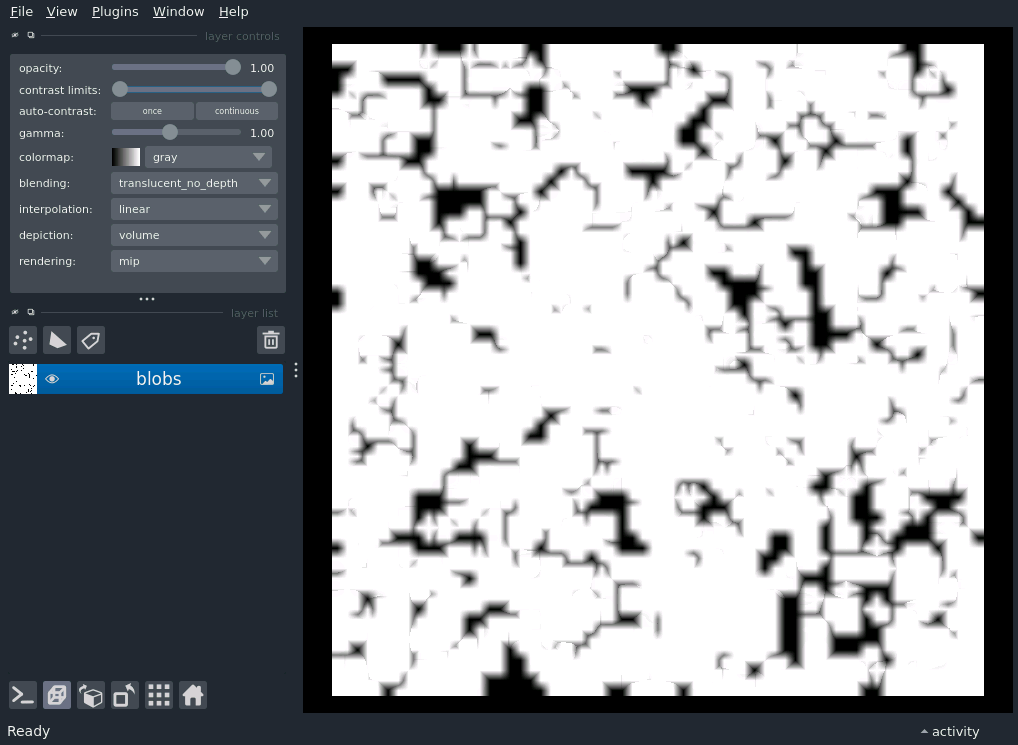 File View Plugins Window Help
layer controls
opacity: 1.00
contrast limits:
auto-contrast: once continuous
gamma: 1.00
colormap: gray
blending: translucent_no_depth
interpolation: linear
depiction: volume
rendering: mip
layer list
blobs
Ready activity